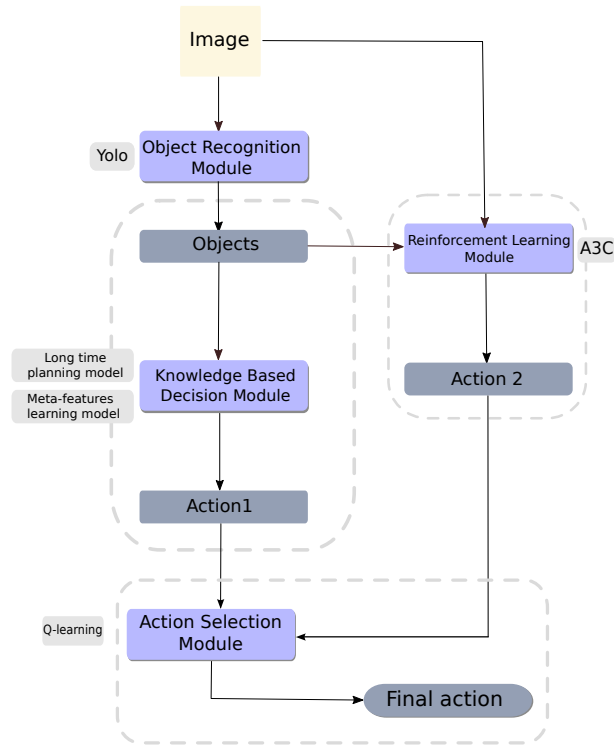 Image
Yolo
Object Recognition
Module
Objects
Reinforcement Learning
Module
A3C
Long time
planning model
Meta-features
learning model
Knowledge Based
Decision Module
Action 2
Action1
Q-learning
Action Selection
Module
Final action